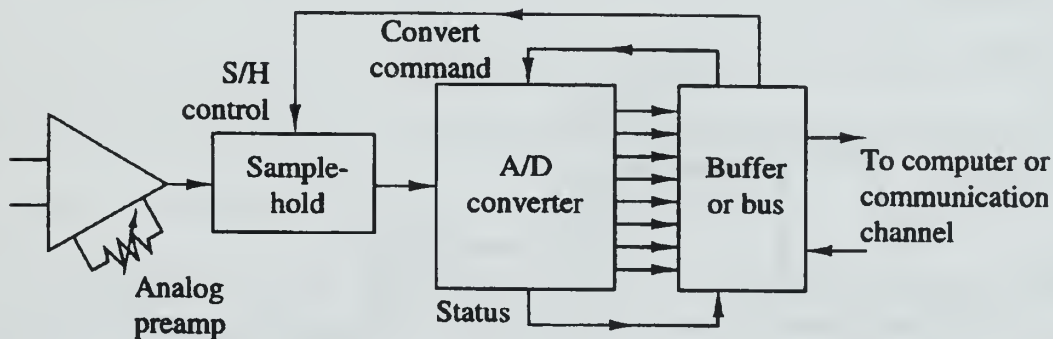 Convert
command
S/H
control
Sample-
hold
A/D
converter
Buffer
or bus
To computer or
communication
channel
Analog
preamp
Status